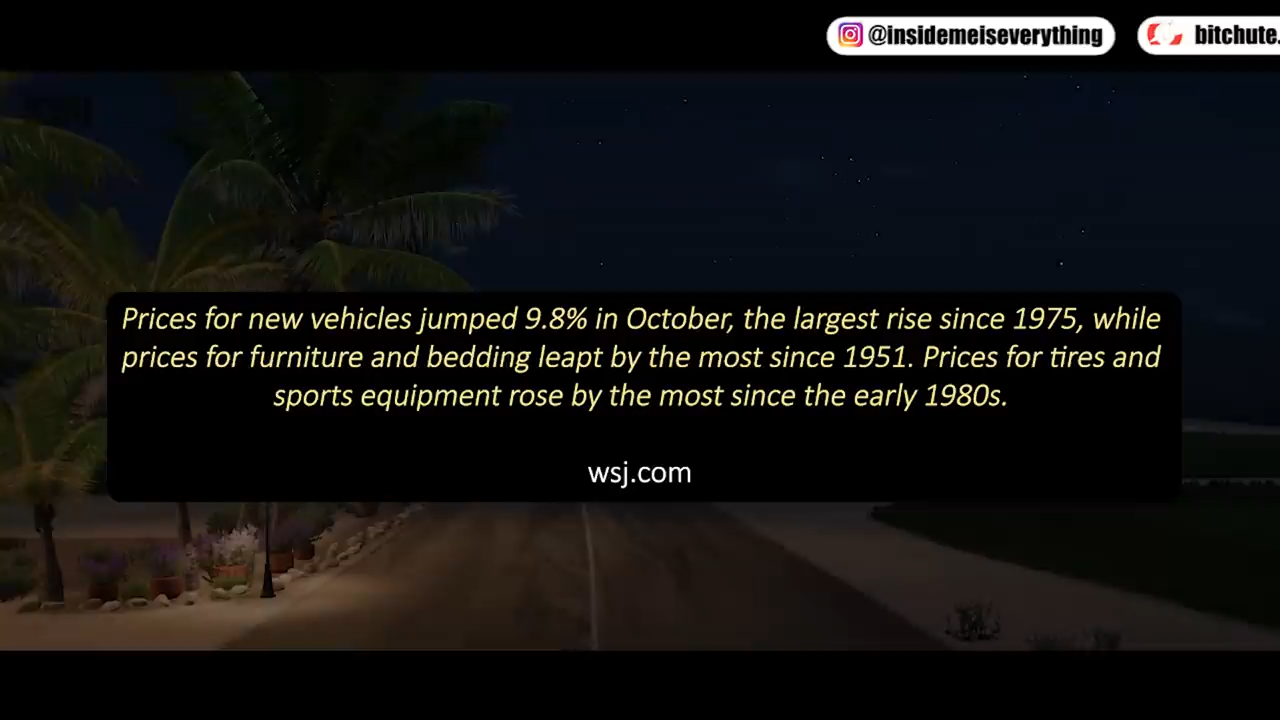 @insidemeiseverything
bitchute.
Prices for new vehicles jumped 9.8% in October, the largest rise since 1975, while
prices for furniture and bedding leapt by the most since 1951. Prices for tires and
sports equipment rose by the most since the early 1980s.
wsj.com